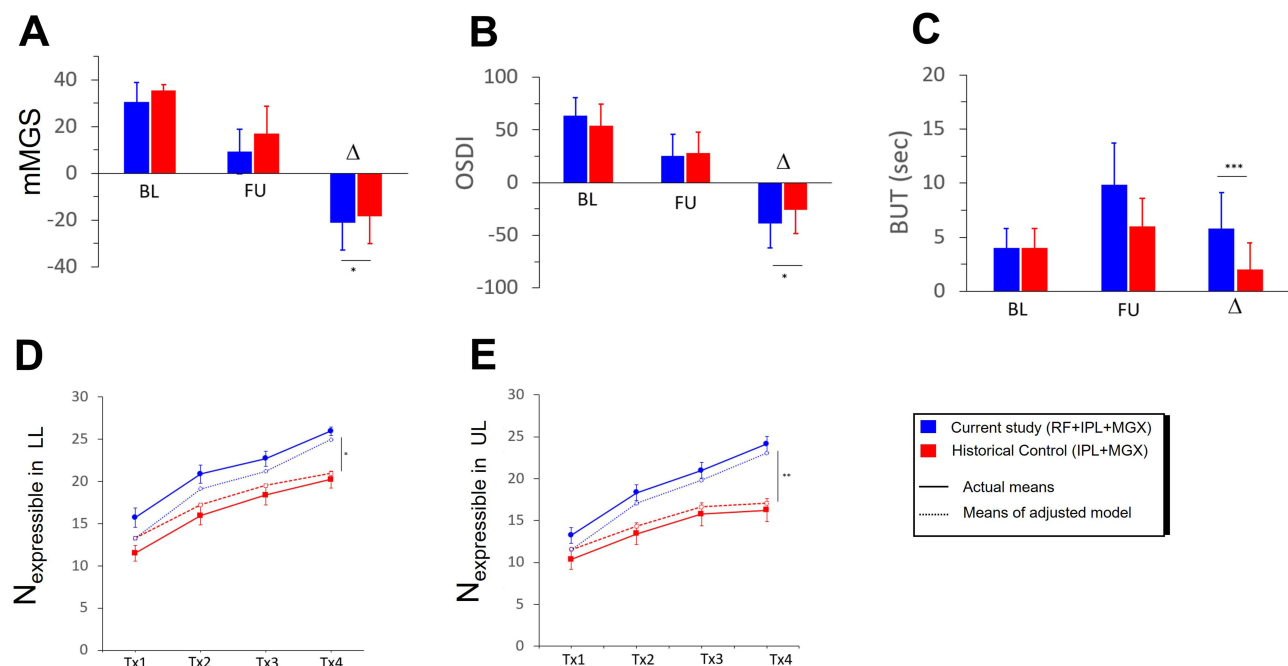 A
mMGS
40
20
0
-20
-40
BL
FU
Δ
*
B
OSDI
100
50
0
-50
-100
BL
FU
Δ
*
C
BUT (sec)
20
15
10
5
0
BL
FU
Δ
***
D
N expressible in LL
30
25
20
15
10
5
0
Tx1
Tx2
Tx3
Tx4
*
E
N expressible in UL
30
25
20
15
10
5
0
Tx1
Tx2
Tx3
Tx4
**
Current study (RF+IPL+MGX)
Historical Control (IPL+MGX)
Actual means
Means of adjusted model